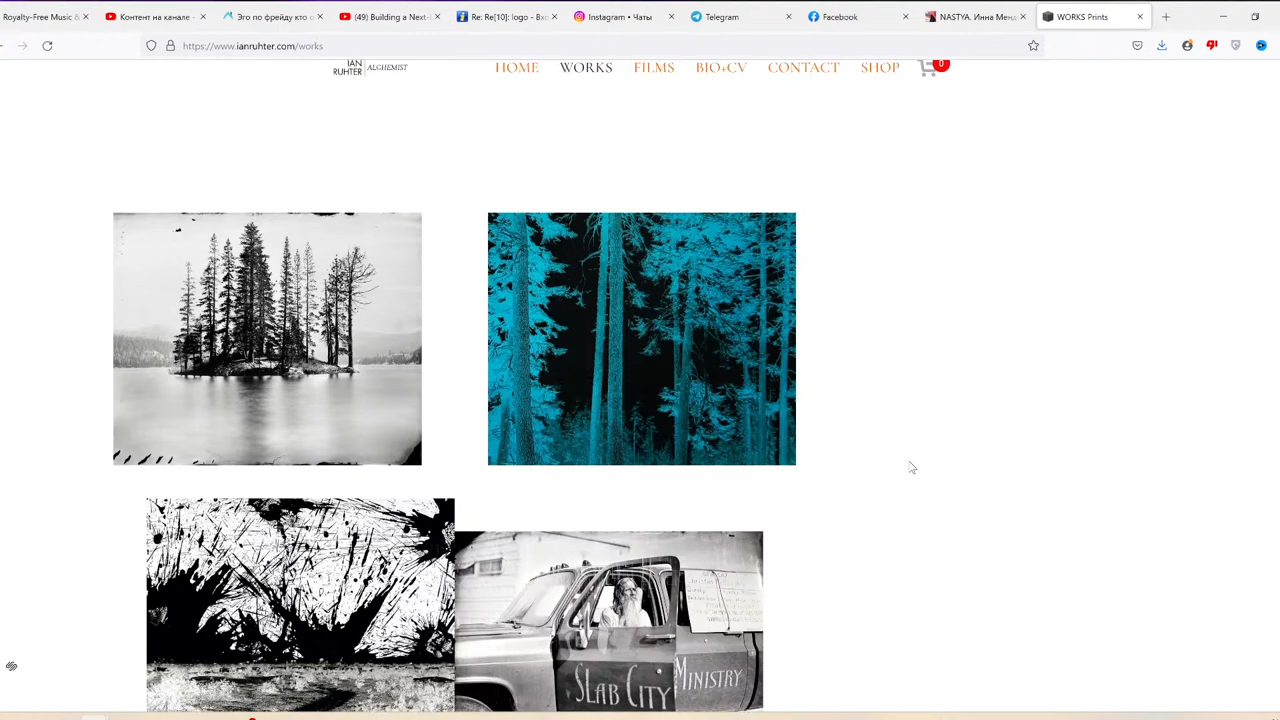 Royalty-Free Music &
Контент на канале -
Эго по фрейду кто о
(49) Building a Next-
Re: Re[10]: logo - Вхо
Instagram • Чаты
Telegram
Facebook
NASTYA. Инна Менд
WORKS Prints
https://www.ianruhter.com/works
IAN
RUHTER
ALCHEMIST
HOME
WORKS
FILMS
BIO+CV
CONTACT
SHOP
0
SLAB CITY
MINISTRY